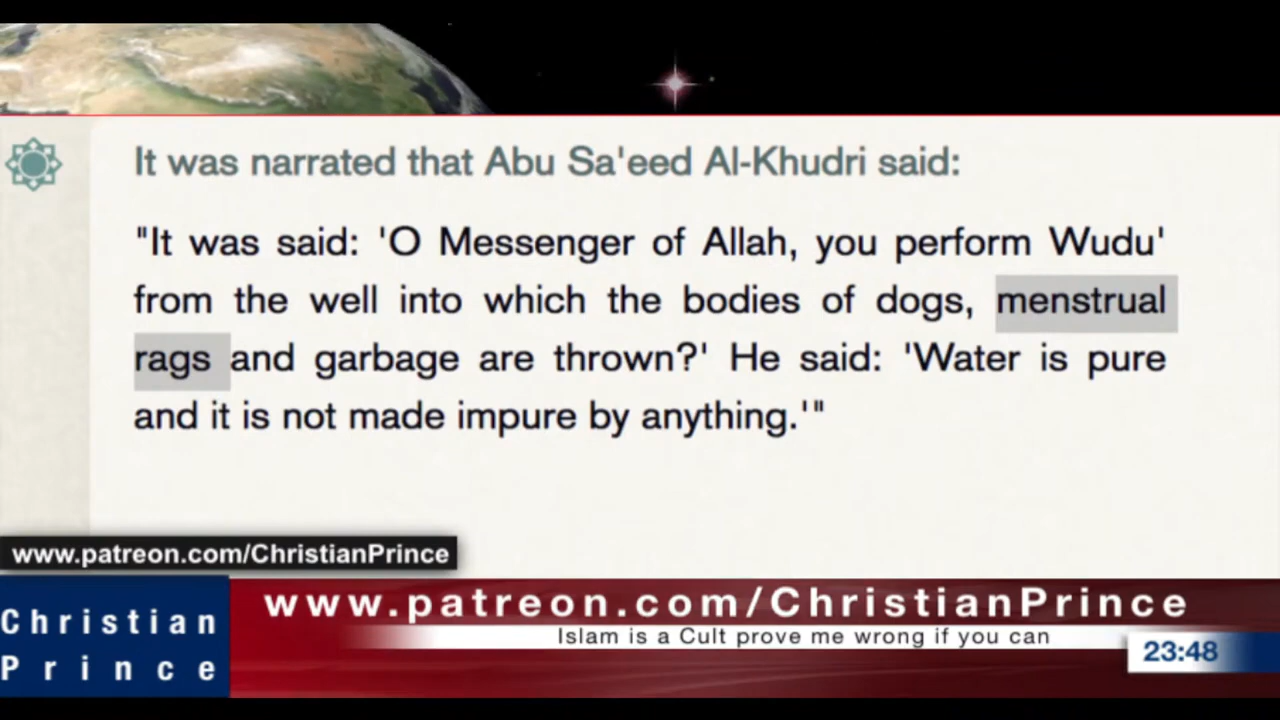 It was narrated that Abu Sa'eed Al-Khudri said:
"It was said: 'O Messenger of Allah, you perform Wudu'
from the well into which the bodies of dogs, menstrual
rags and garbage are thrown?' He said: 'Water is pure
and it is not made impure by anything.'"
www.patreon.com/ChristianPrince
Christian
Prince
www.patreon.com/ChristianPrince
Islam is a Cult prove me wrong if you can
23:48